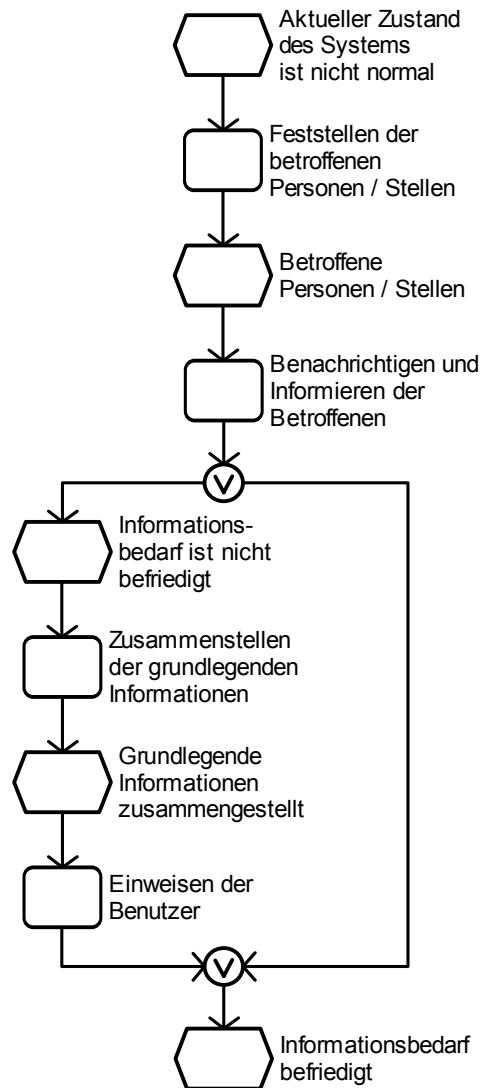 Aktueller Zustand
des Systems
ist nicht normal
Feststellen der
betroffenen
Personen / Stellen
Betroffene
Personen / Stellen
Benachrichtigen und
Informieren der
Betroffenen
V
Informations-
bedarf ist nicht
befriedigt
Zusammenstellen
der grundlegenden
Informationen
Grundlegende
Informationen
zusammengestellt
Einweisen der
Benutzer
V
Informationsbedarf
befriedigt